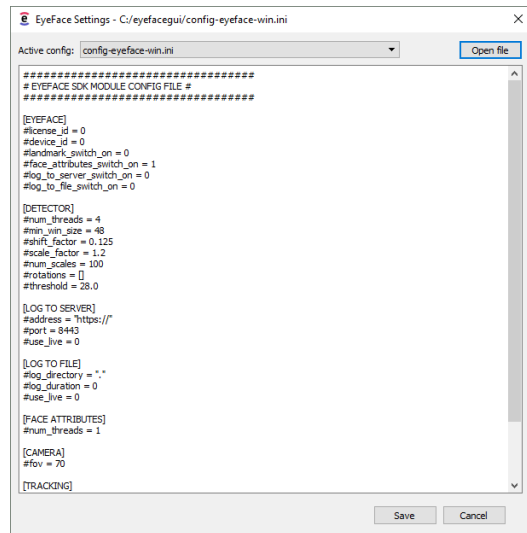 EyeFace Settings - C:/eyefacegui/config-eyeface-win.ini
Active config: config-eyeface-win.ini Open file
##################################
# EYEFACE SDK MODULE CONFIG FILE #
##################################
[EYEFACE]
#license_id = 0
#device_id = 0
#landmark_switch_on = 0
#face_attributes_switch_on = 1
#log_to_server_switch_on = 0
#log_to_file_switch_on = 0
[DETECTOR]
#num_threads = 4
#min_win_size = 48
#shift_factor = 0.125
#scale_factor = 1.2
#num_scales = 100
#rotations = []
#threshold = 28.0
[LOG TO SERVER]
#address = "https://"
#port = 8443
#use_live = 0
[LOG TO FILE]
#log_directory = "."
#log_duration = 0
#use_live = 0
[FACE ATTRIBUTES]
#num_threads = 1
[CAMERA]
#fov = 70
[TRACKING]
Save Cancel